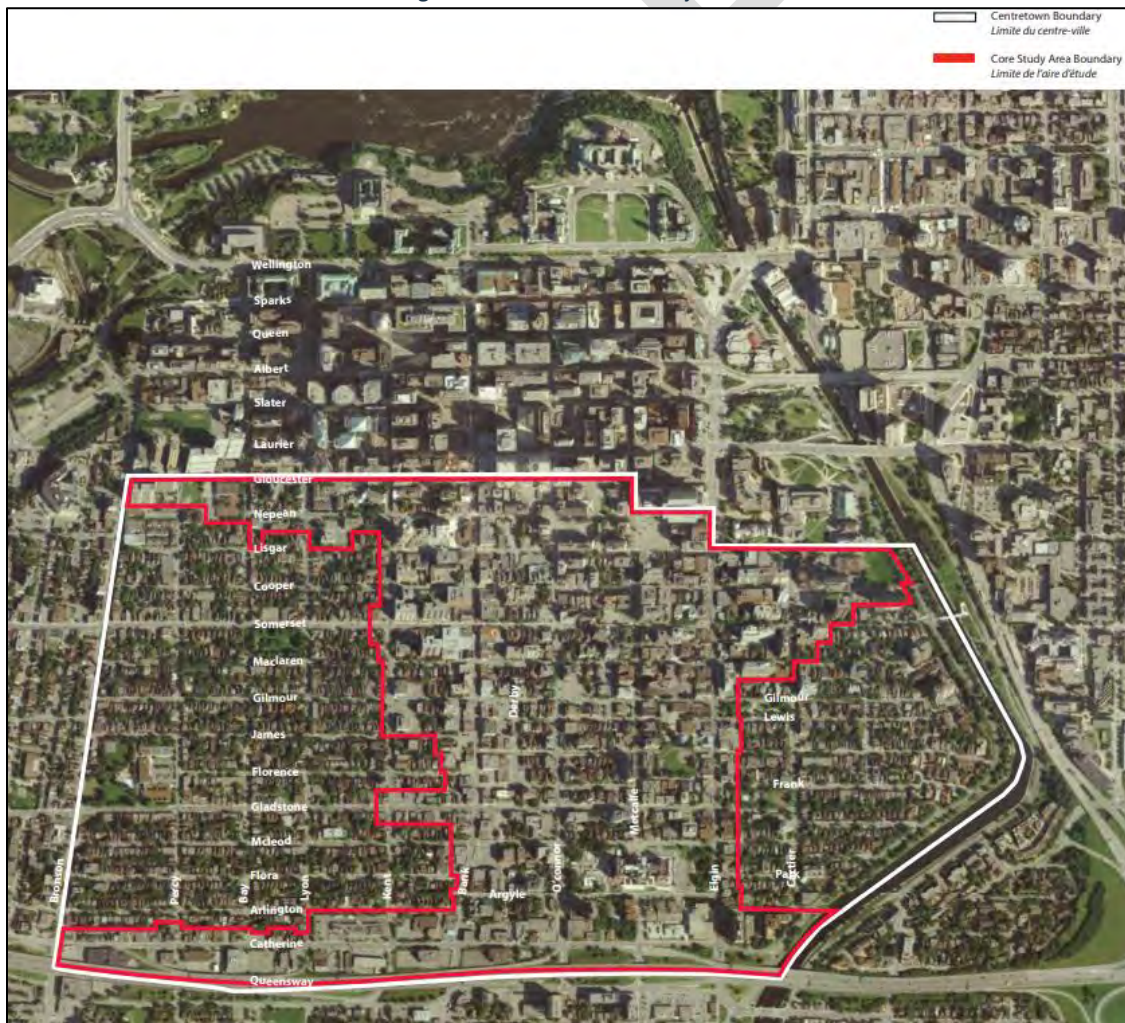 Centretown Boundary
Limite du centre-ville
Core Study Area Boundary
Limite de l'aire d'étude
Wellington
Sparks
Queen
Albert
Slater
Laurier
Gloucester
Nepean
Lisgar
Cooper
Somerset
Maclaren
Gilmour
James
Florence
Gladstone
Mcleod
Flora
Arlington
Catherine
Queensway
Bronson
Percy
Bay
Lyon
Kent
Bank
Argyle
O'connor
Derby
Metcalfe
Elgin
Gilmour
Lewis
Frank
Park
Cartier